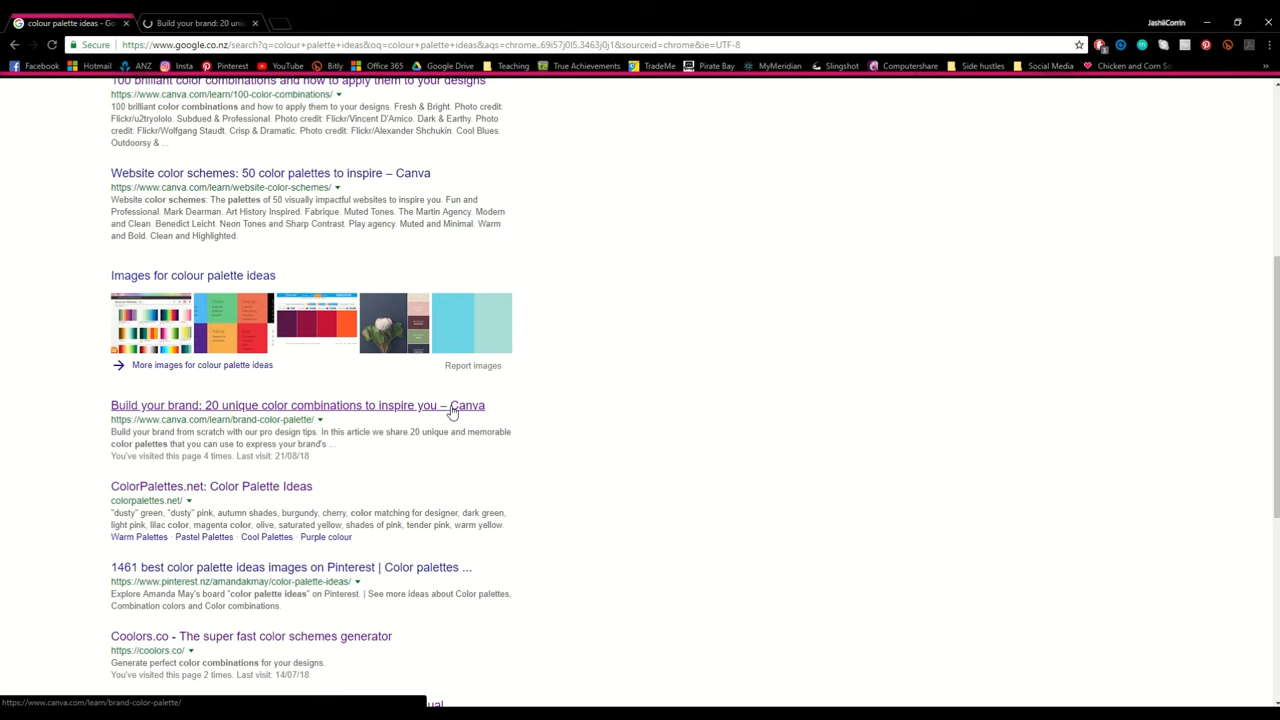 colour palette ideas - Go
Build your brand: 20 uniq
JashiiCorrin
Secure
https://www.google.co.nz/search?q=colour+palette+ideas&oq=colour+palette+ideas&aqs=chrome..69i57j0l5.3463j0j1&sourceid=chrome&ie=UTF-8
Facebook Hotmail ANZ Insta Pinterest YouTube Bitly Office 365 Google Drive Teaching True Achievements TradeMe Pirate Bay MyMeridian Slingshot Computershare Side hustles Social Media Chicken and Corn So
100 brilliant color combinations and how to apply them to your designs
https://www.canva.com/learn/100-color-combinations/
100 brilliant color combinations and how to apply them to your designs. Fresh & Bright. Photo credit:
Flickr/u2tryololo. Subdued & Professional. Photo credit: Flickr/Vincent D'Amico. Dark & Earthy. Photo
credit: Flickr/Wolfgang Staudt. Crisp & Dramatic. Photo credit: Flickr/Alexander Shchukin. Cool Blues.
Outdoorsy & ...
Website color schemes: 50 color palettes to inspire – Canva
https://www.canva.com/learn/website-color-schemes/
Website color schemes: The palettes of 50 visually impactful websites to inspire you. Fun and
Professional. Mark Dearman. Art History Inspired. Fabrique. Muted Tones. The Martin Agency. Modern
and Clean. Benedict Leicht. Neon Tones and Sharp Contrast. Play.agency. Muted and Minimal. Warm
and Bold. Clean and Highlighted.
Images for colour palette ideas
More images for colour palette ideas
Report images
Build your brand: 20 unique color combinations to inspire you – Canva
https://www.canva.com/learn/brand-color-palette/
Build your brand from scratch with our pro design tips. In this article we share 20 unique and memorable
color palettes that you can use to express your brand's ...
You've visited this page 4 times. Last visit: 21/08/18
ColorPalettes.net: Color Palette Ideas
colorpalettes.net/
"dusty" green, "dusty" pink, autumn shades, burgundy, cherry, color matching for designer, dark green,
light pink, lilac color, magenta color, olive, saturated yellow, shades of pink, tender pink, warm yellow.
Warm Palettes · Pastel Palettes · Cool Palettes · Purple colour
1461 best color palette ideas images on Pinterest | Color palettes ...
https://www.pinterest.nz/amandakmay/color-palette-ideas/
Explore Amanda May's board "color palette ideas" on Pinterest. | See more ideas about Color palettes,
Combination colors and Color combinations.
Coolors.co - The super fast color schemes generator
https://coolors.co/
Generate perfect color combinations for your designs.
You've visited this page 2 times. Last visit: 14/07/18
https://www.canva.com/learn/brand-color-palette/